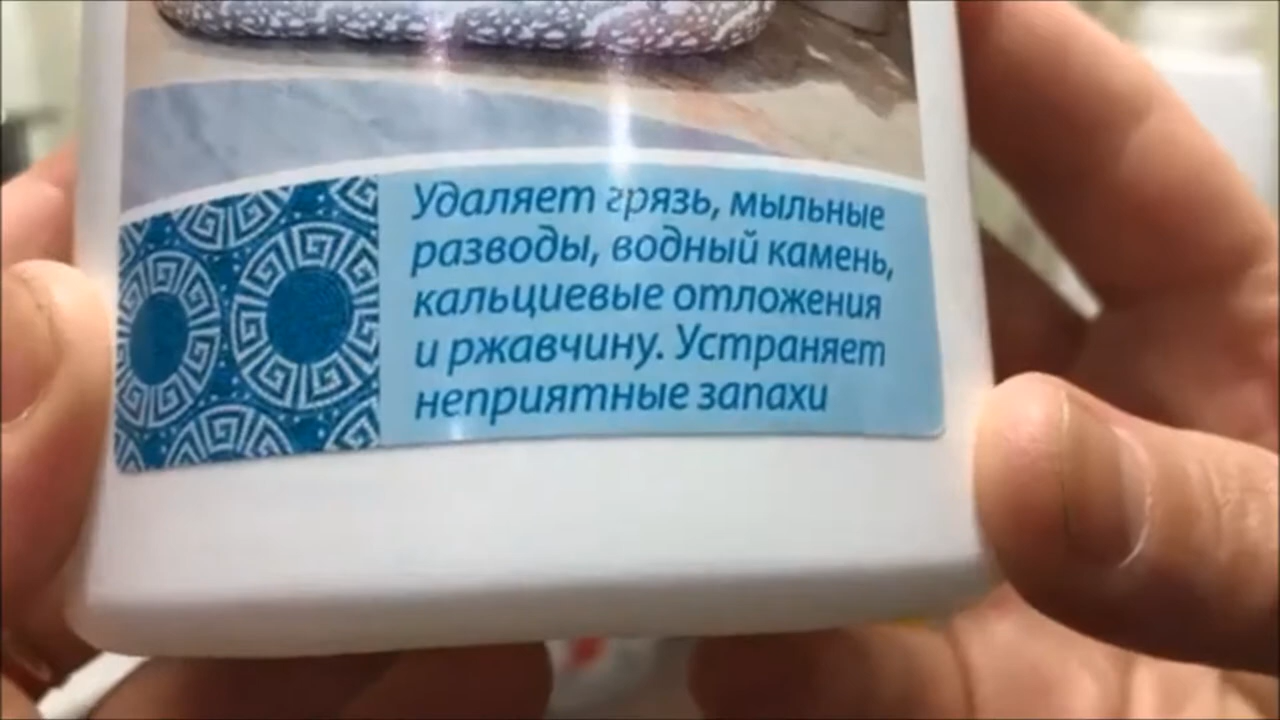 Удаляет грязь, мыльные
разводы, водный камень,
кальциевые отложения
и ржавчину. Устраняет
неприятные запахи